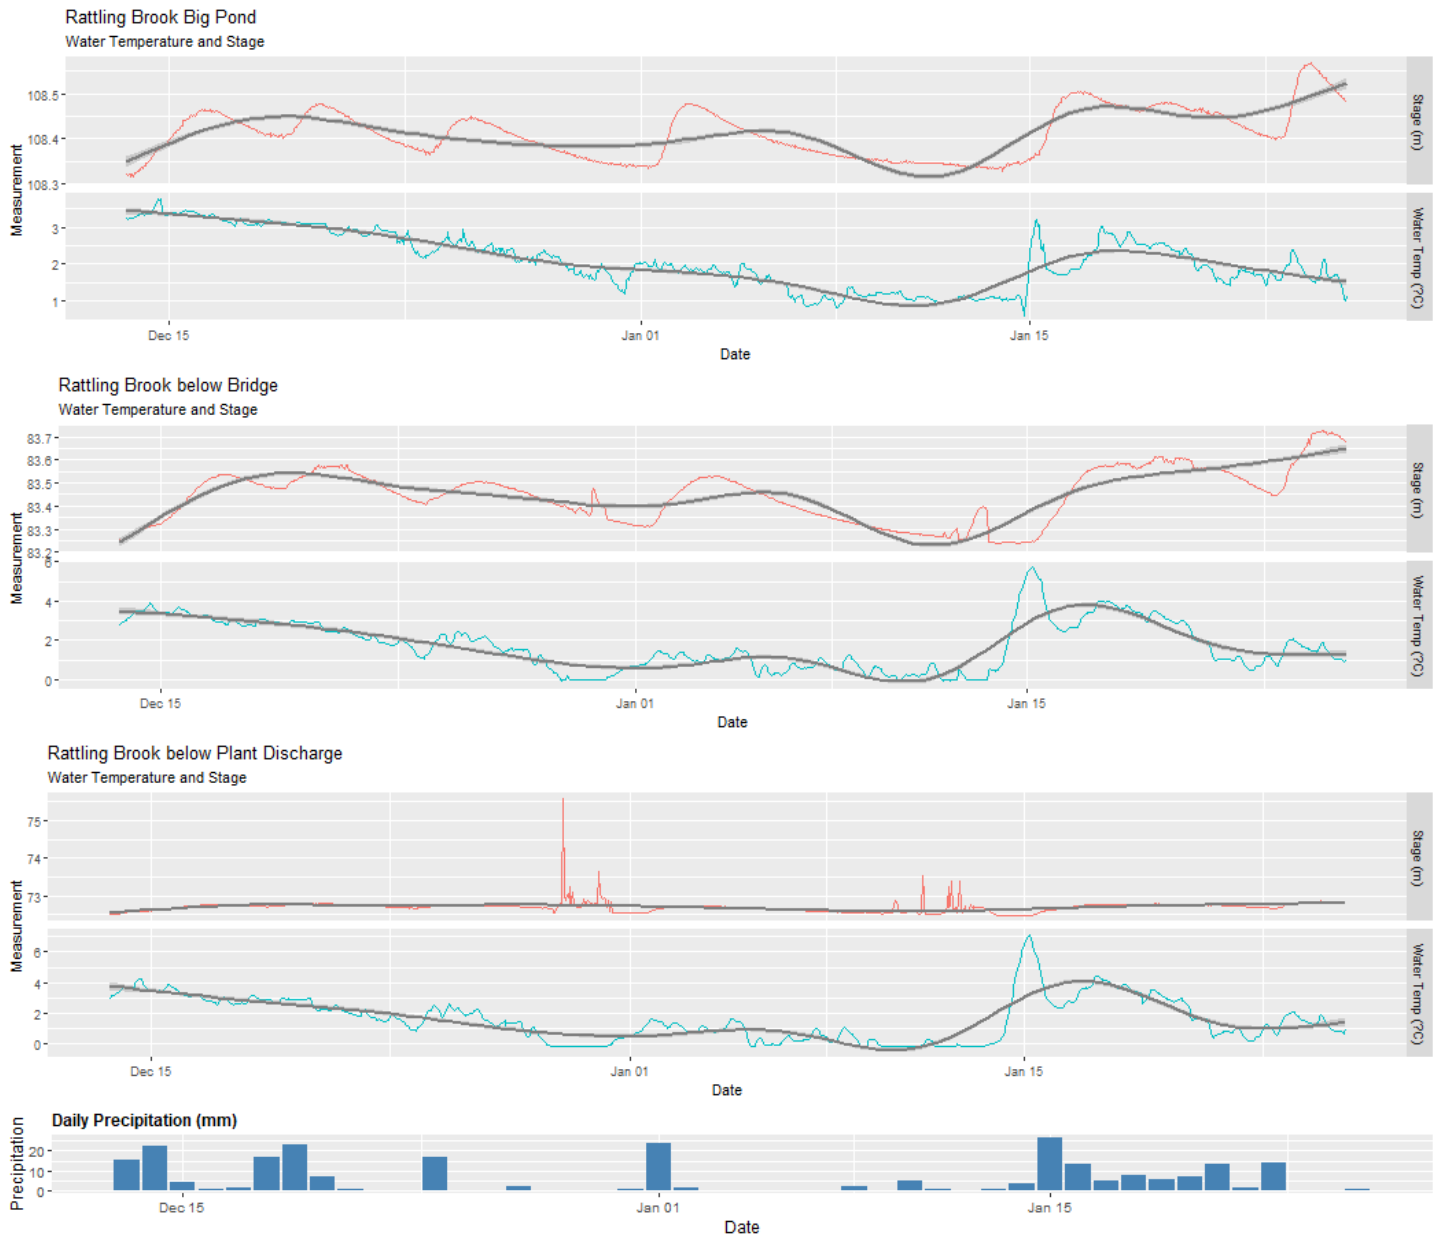 Rattling Brook Big Pond
Water Temperature and Stage
108.5
108.4
108.3
Stage (m)
3
2
1
Water Temp (?C)
Measurement
Dec 15
Jan 01
Jan 15
Date
Rattling Brook below Bridge
Water Temperature and Stage
83.7
83.6
83.5
83.4
83.3
83.2
Stage (m)
6
4
2
0
Water Temp (?C)
Measurement
Measurement
Dec 15
Jan 01
Jan 15
Date
Rattling Brook below Plant Discharge
Water Temperature and Stage
75
74
73
Stage (m)
6
4
2
0
Water Temp (?C)
Measurement
Dec 15
Jan 01
Jan 15
Date
Daily Precipitation (mm)
Precipitation
20
10
0
Dec 15
Jan 01
Jan 15
Date